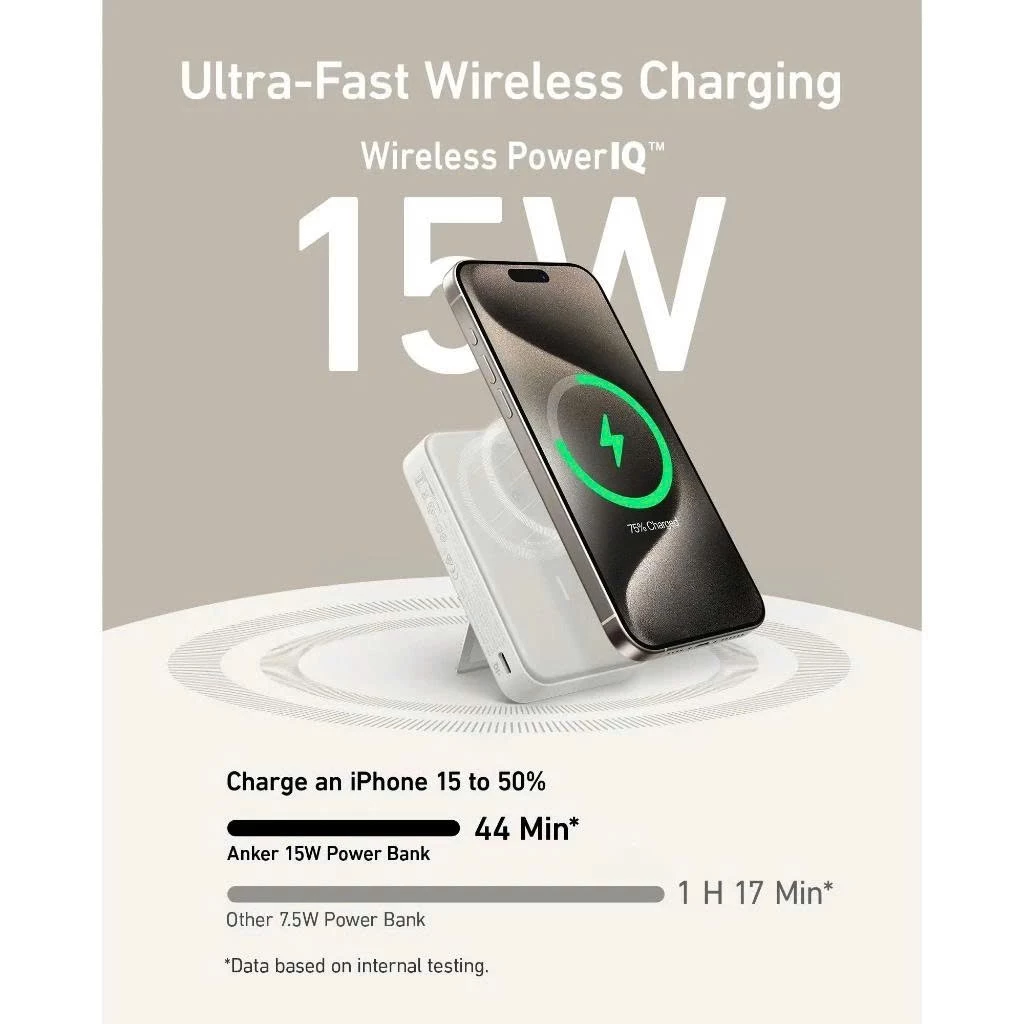 Ultra-Fast Wireless Charging
Wireless PowerIQ™
15W
75% Charged
Charge an iPhone 15 to 50%
44 Min*
Anker 15W Power Bank
1 H 17 Min*
Other 7.5W Power Bank
*Data based on internal testing.